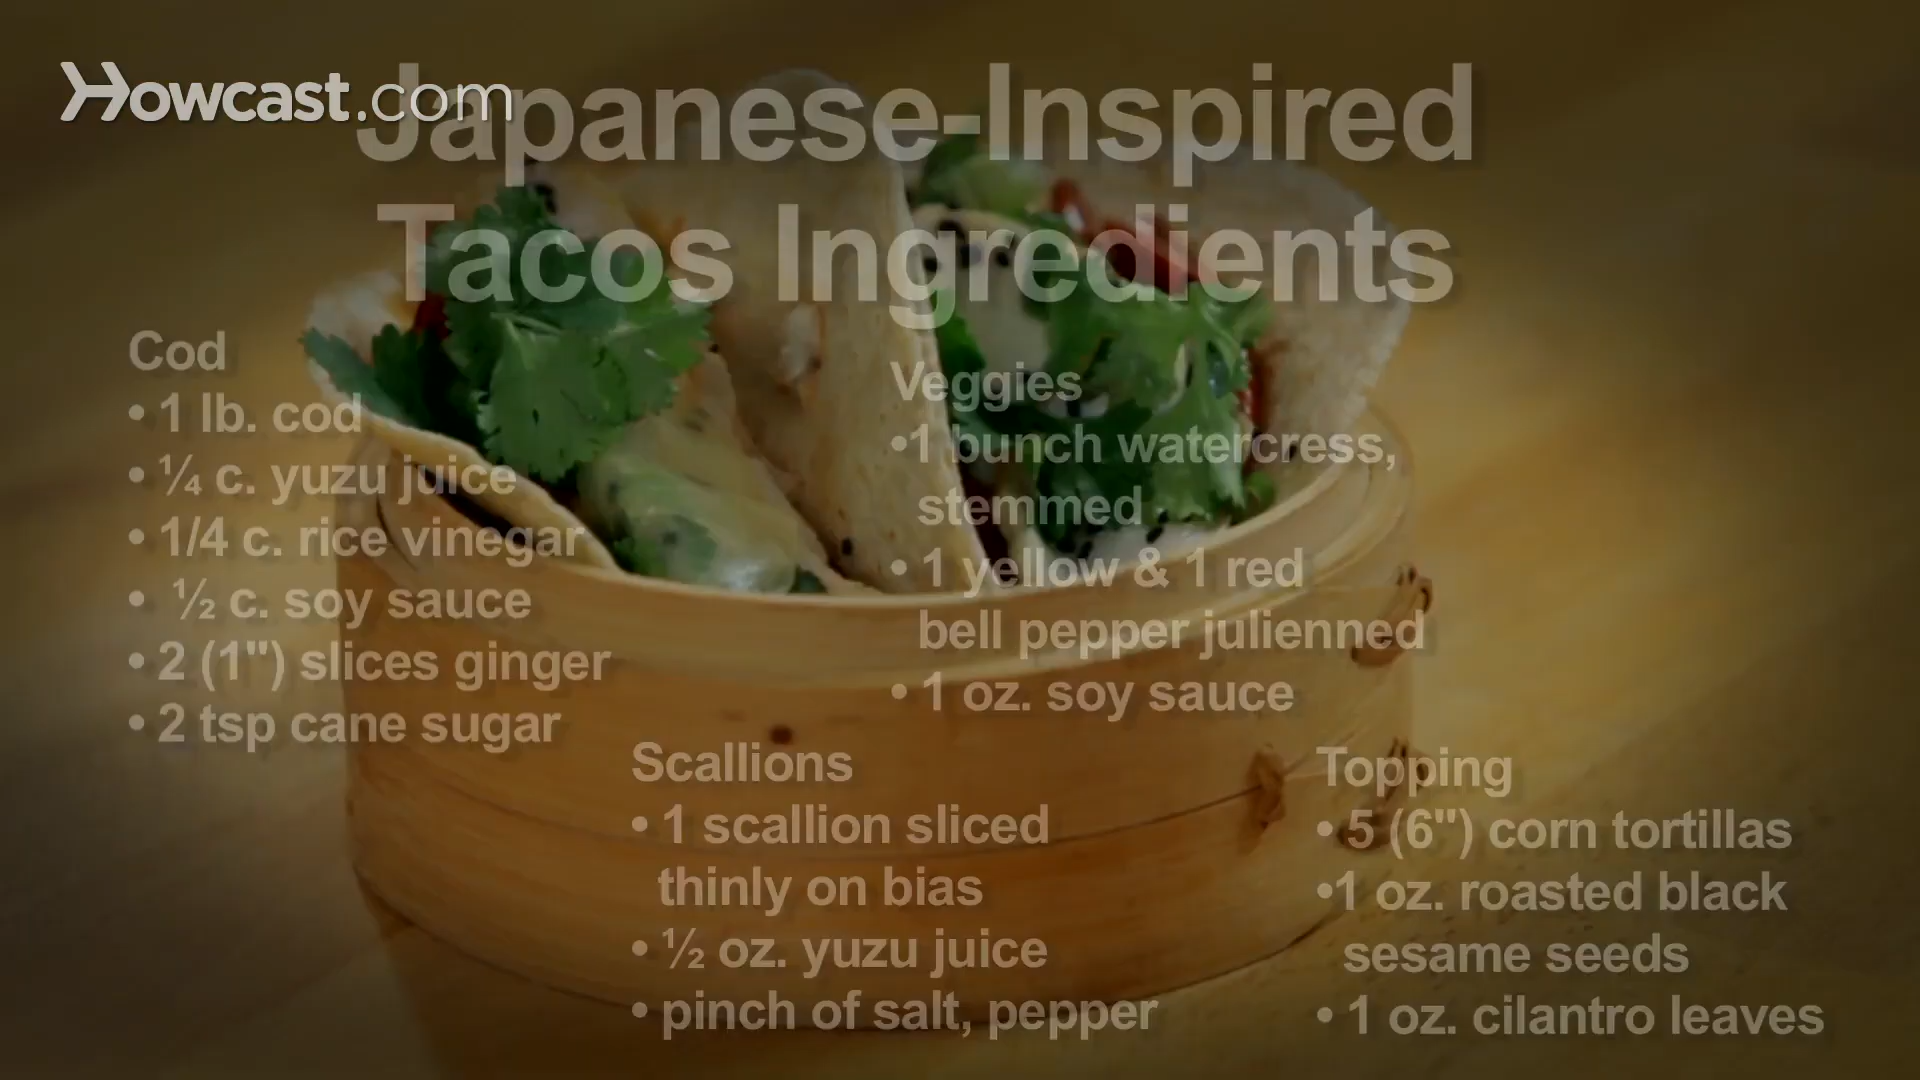 Howcast.com
Japanese-Inspired
Tacos Ingredients
Cod
• 1 lb. cod
• ¼ c. yuzu juice
• 1/4 c. rice vinegar
• ½ c. soy sauce
• 2 (1") slices ginger
• 2 tsp cane sugar
Veggies
•1 bunch watercress,
stemmed
• 1 yellow & 1 red
bell pepper julienned
• 1 oz. soy sauce
Scallions
• 1 scallion sliced
thinly on bias
• ½ oz. yuzu juice
• pinch of salt, pepper
Topping
• 5 (6") corn tortillas
•1 oz. roasted black
sesame seeds
• 1 oz. cilantro leaves